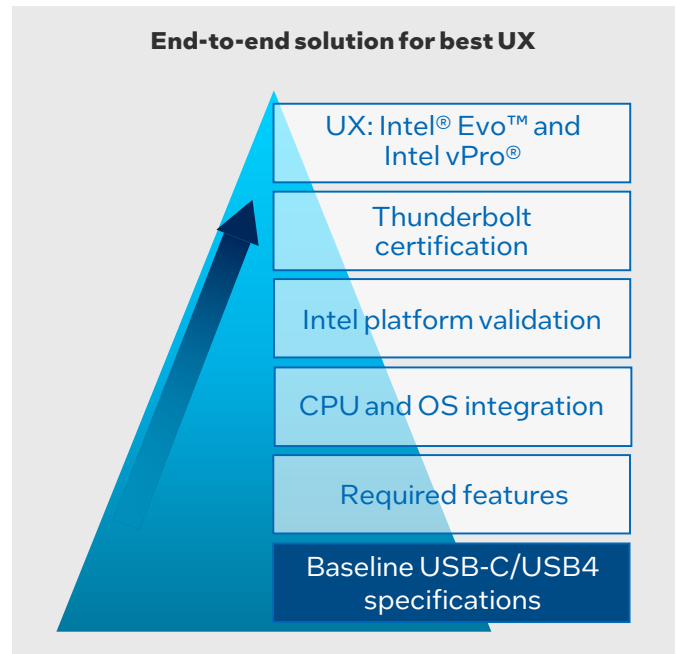 End-to-end solution for best UX
UX: Intel® Evo™ and
Intel vPro®
Thunderbolt
certification
Intel platform validation
CPU and OS integration
Required features
Baseline USB-C/USB4
specifications